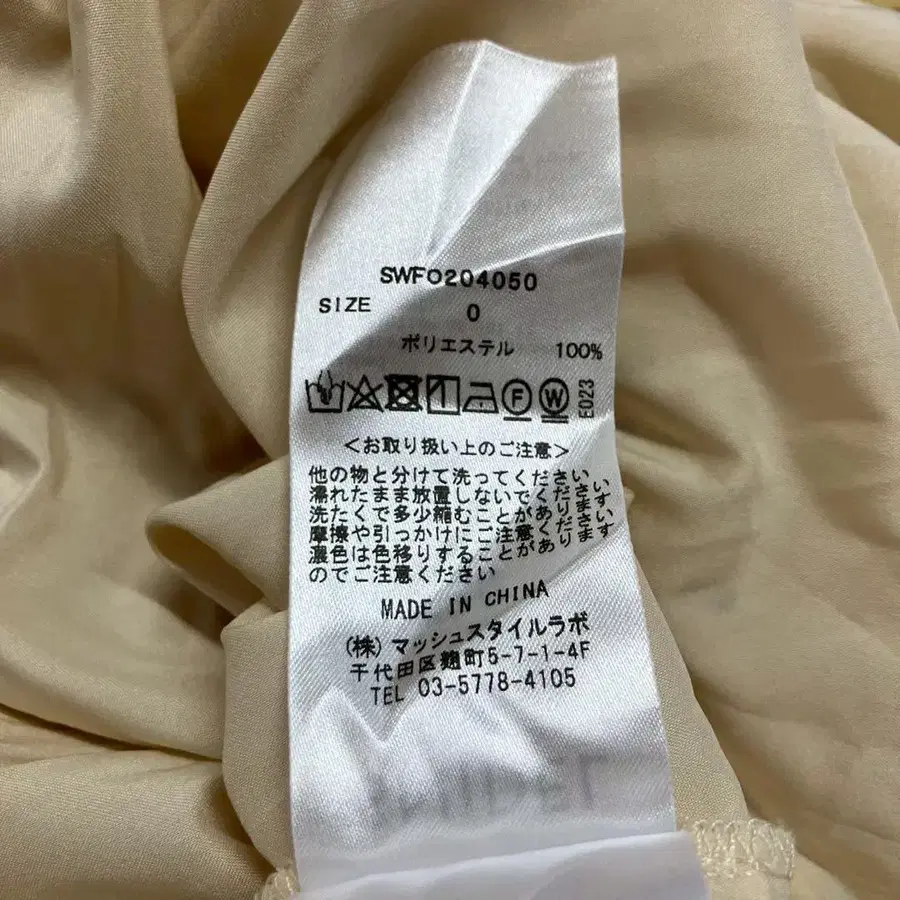 SWFO204050
SIZE 0
ポリエステル 100%
F W E023
<お取り扱い上のご注意>
他の物と分けて洗ってください
濡れたまま放置しないでください
洗たくで多少縮むことがあります
摩擦や引っかけにご注意ください
濃色は色移りすることがあります
のでご注意ください
MADE IN CHINA
(株)マッシュスタイルラボ
千代田区麹町5-7-1-4F
TEL 03-5778-4105